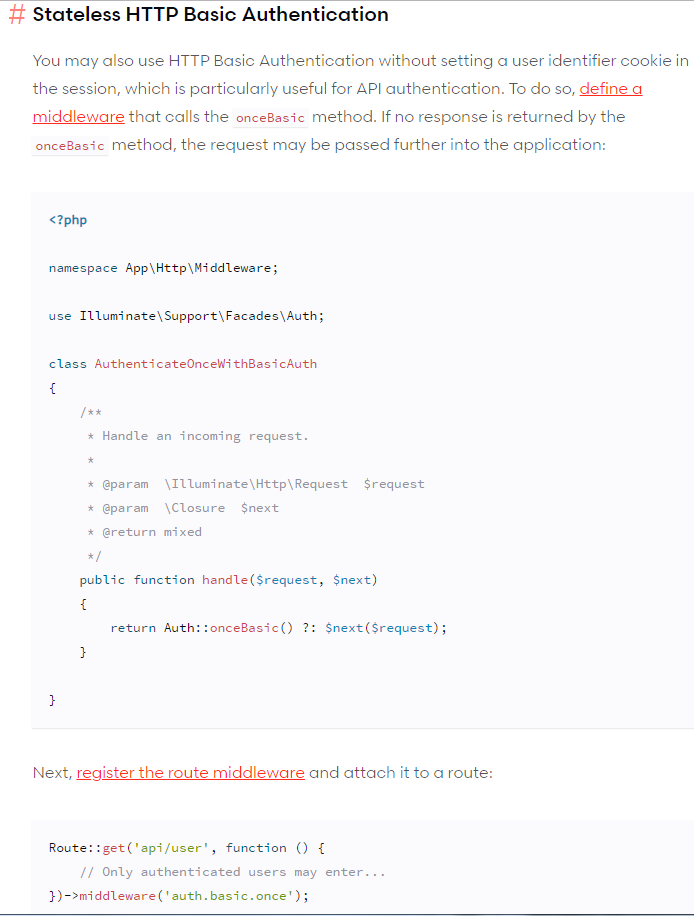 # Stateless HTTP Basic Authentication
You may also use HTTP Basic Authentication without setting a user identifier cookie in
the session, which is particularly useful for API authentication. To do so, define a
middleware that calls the onceBasic method. If no response is returned by the
onceBasic method, the request may be passed further into the application:
<?php
namespace App\Http\Middleware;
use Illuminate\Support\Facades\Auth;
class AuthenticateOnceWithBasicAuth
{
    /**
     * Handle an incoming request.
     *
     * @param  \Illuminate\Http\Request  $request
     * @param  \Closure  $next
     * @return mixed
     */
    public function handle($request, $next)
    {
        return Auth::onceBasic() ?: $next($request);
    }
}
Next, register the route middleware and attach it to a route:
Route::get('api/user', function () {
    // Only authenticated users may enter...
})->middleware('auth.basic.once');